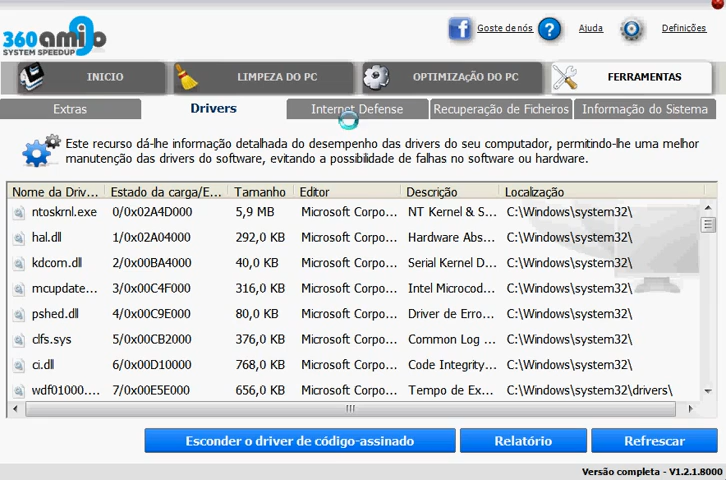 360amigo
SYSTEM SPEEDUP
Goste de nós
Ajuda
Definições
INICIO
LIMPEZA DO PC
OPTIMIZAÇÃO DO PC
FERRAMENTAS
Extras
Drivers
Internet Defense
Recuperação de Ficheiros
Informação do Sistema
Este recurso dá-lhe informação detalhada do desempenho das drivers do seu computador, permitindo-lhe uma melhor
manutenção das drivers do software, evitando a possibilidade de falhas no software ou hardware.
Nome da Driv... Estado da carga/E... Tamanho Editor Descrição Localização
ntoskrnl.exe 0/0x02A4D000 5,9 MB Microsoft Corpo... NT Kernel & S... C:\Windows\system32\
hal.dll 1/0x02A04000 292,0 KB Microsoft Corpo... Hardware Abs... C:\Windows\system32\
kdcom.dll 2/0x00BA4000 40,0 KB Microsoft Corpo... Serial Kernel D... C:\Windows\system32\
mcupdate... 3/0x00C4F000 316,0 KB Microsoft Corpo... Intel Microcod... C:\Windows\system32\
pshed.dll 4/0x00C9E000 80,0 KB Microsoft Corpo... Driver de Erro... C:\Windows\system32\
clfs.sys 5/0x00CB2000 376,0 KB Microsoft Corpo... Common Log ... C:\Windows\system32\
ci.dll 6/0x00D10000 768,0 KB Microsoft Corpo... Code Integrity... C:\Windows\system32\
wdf01000.... 7/0x00E5E000 656,0 KB Microsoft Corpo... Tempo de Ex... C:\Windows\system32\drivers\
Esconder o driver de código-assinado
Relatório
Refrescar
Versão completa - V1.2.1.8000